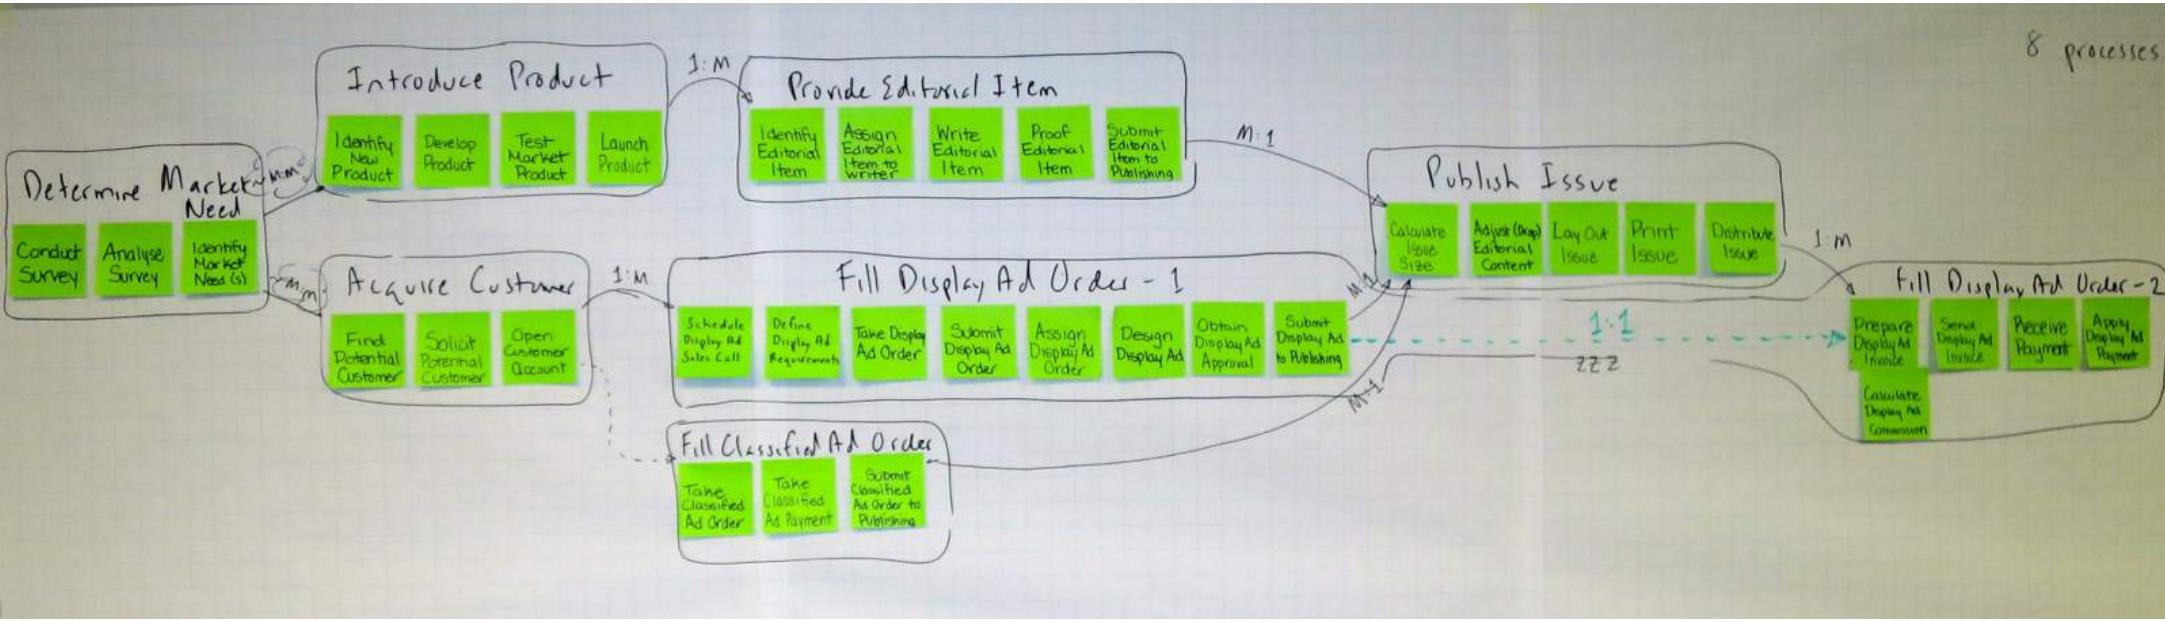 8 processes
Introduce Product
Identify
New
Product
Develop
Product
Test
Market
Product
Launch
Product
1:M
Provide Editorial Item
Identify
Editorial
Item
Assign
Editorial
Item to
Writer
Write
Editorial
Item
Proof
Editorial
Item
Submit
Editorial
Item to
Publishing
M:1
Determine Market
Need
Conduct
Survey
Analyse
Survey
Identify
Market
Need(s)
M:M
M:M
Acquire Customer
Find
Potential
Customer
Solicit
Potential
Customer
Open
Customer
Account
1:M
Fill Display Ad Order - 1
Schedule
Display Ad
Sales Call
Define
Display Ad
Requirements
Take Display
Ad Order
Submit
Display Ad
Order
Assign
Display Ad
Order
Design
Display Ad
Obtain
Display Ad
Approval
Submit
Display Ad
to Publishing
M:1
Fill Classified Ad Order
Take
Classified
Ad Order
Take
Classified
Ad Payment
Submit
Classified
Ad Order to
Publishing
M:1
Publish Issue
Calculate
Issue
Size
Adjust (Drop)
Editorial
Content
Lay Out
Issue
Print
Issue
Distribute
Issue
1:M
1:1
ZZZ
Fill Display Ad Order - 2
Prepare
Display Ad
Invoice
Send
Display Ad
Invoice
Receive
Payment
Apply
Display Ad
Payment
Calculate
Display Ad
Commission